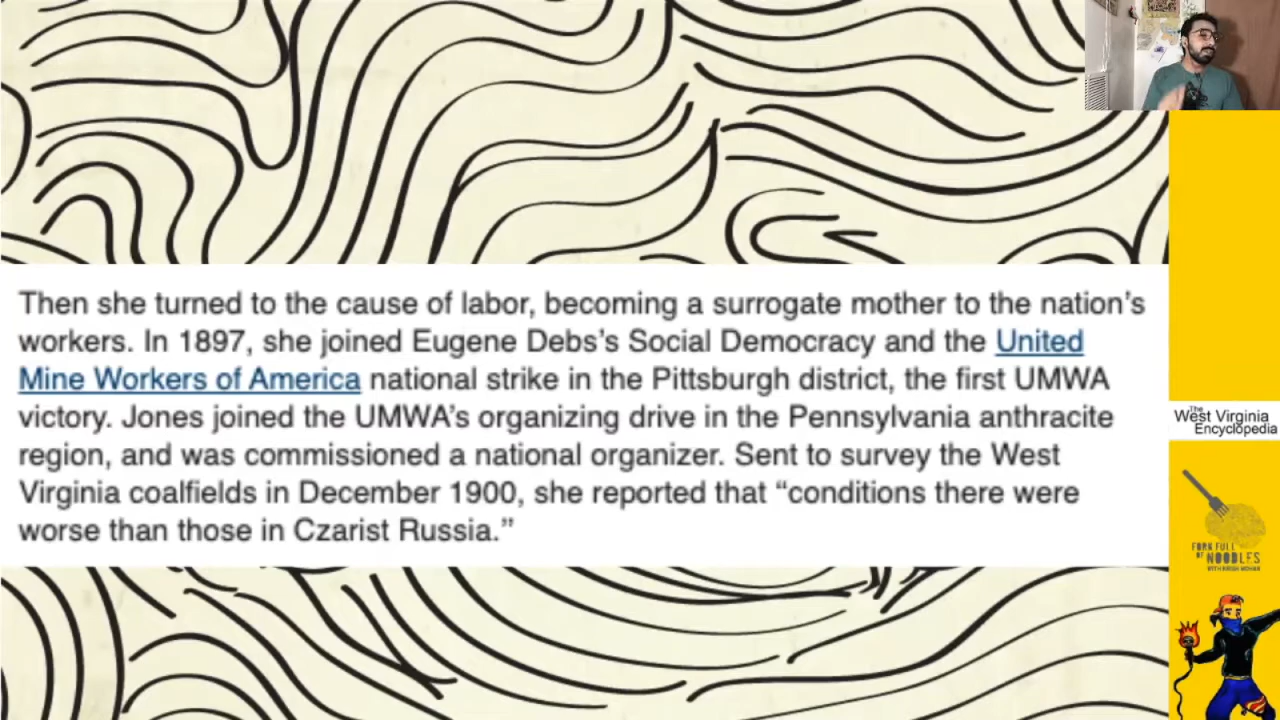 Then she turned to the cause of labor, becoming a surrogate mother to the nation’s
workers. In 1897, she joined Eugene Debs’s Social Democracy and the United
Mine Workers of America national strike in the Pittsburgh district, the first UMWA
victory. Jones joined the UMWA’s organizing drive in the Pennsylvania anthracite
region, and was commissioned a national organizer. Sent to survey the West
Virginia coalfields in December 1900, she reported that “conditions there were
worse than those in Czarist Russia.”
The
West Virginia
Encyclopedia
FORK FULL
OF NOODLES
WITH KRISH MOHAN